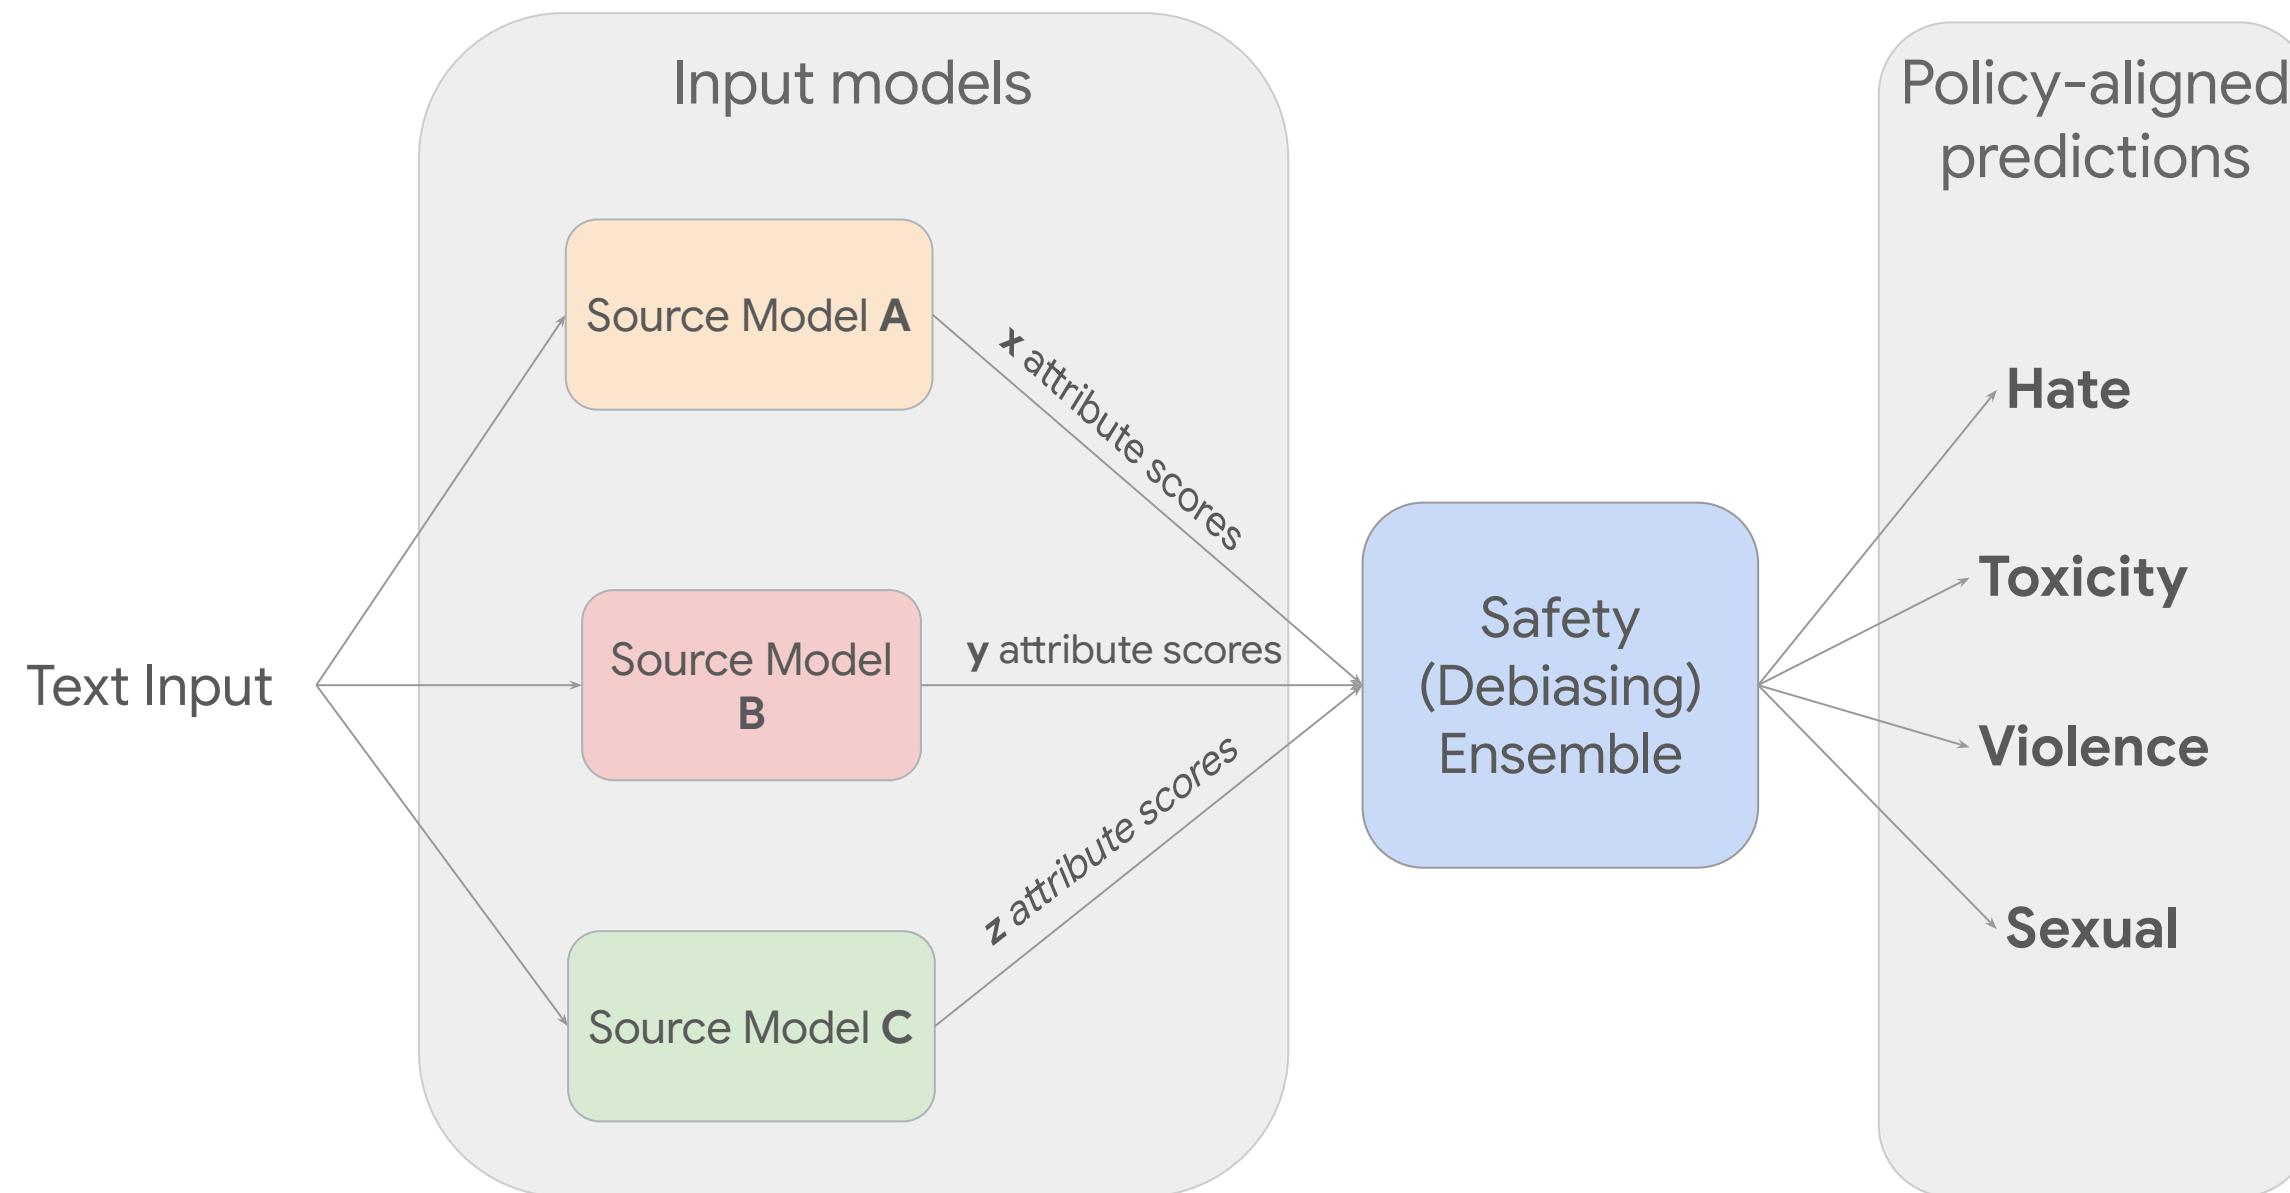 Input models
Policy-aligned
predictions
Text Input
Source Model A
x attribute scores
Source Model
B
y attribute scores
Source Model C
z attribute scores
Safety
(Debiasing)
Ensemble
Hate
Toxicity
Violence
Sexual